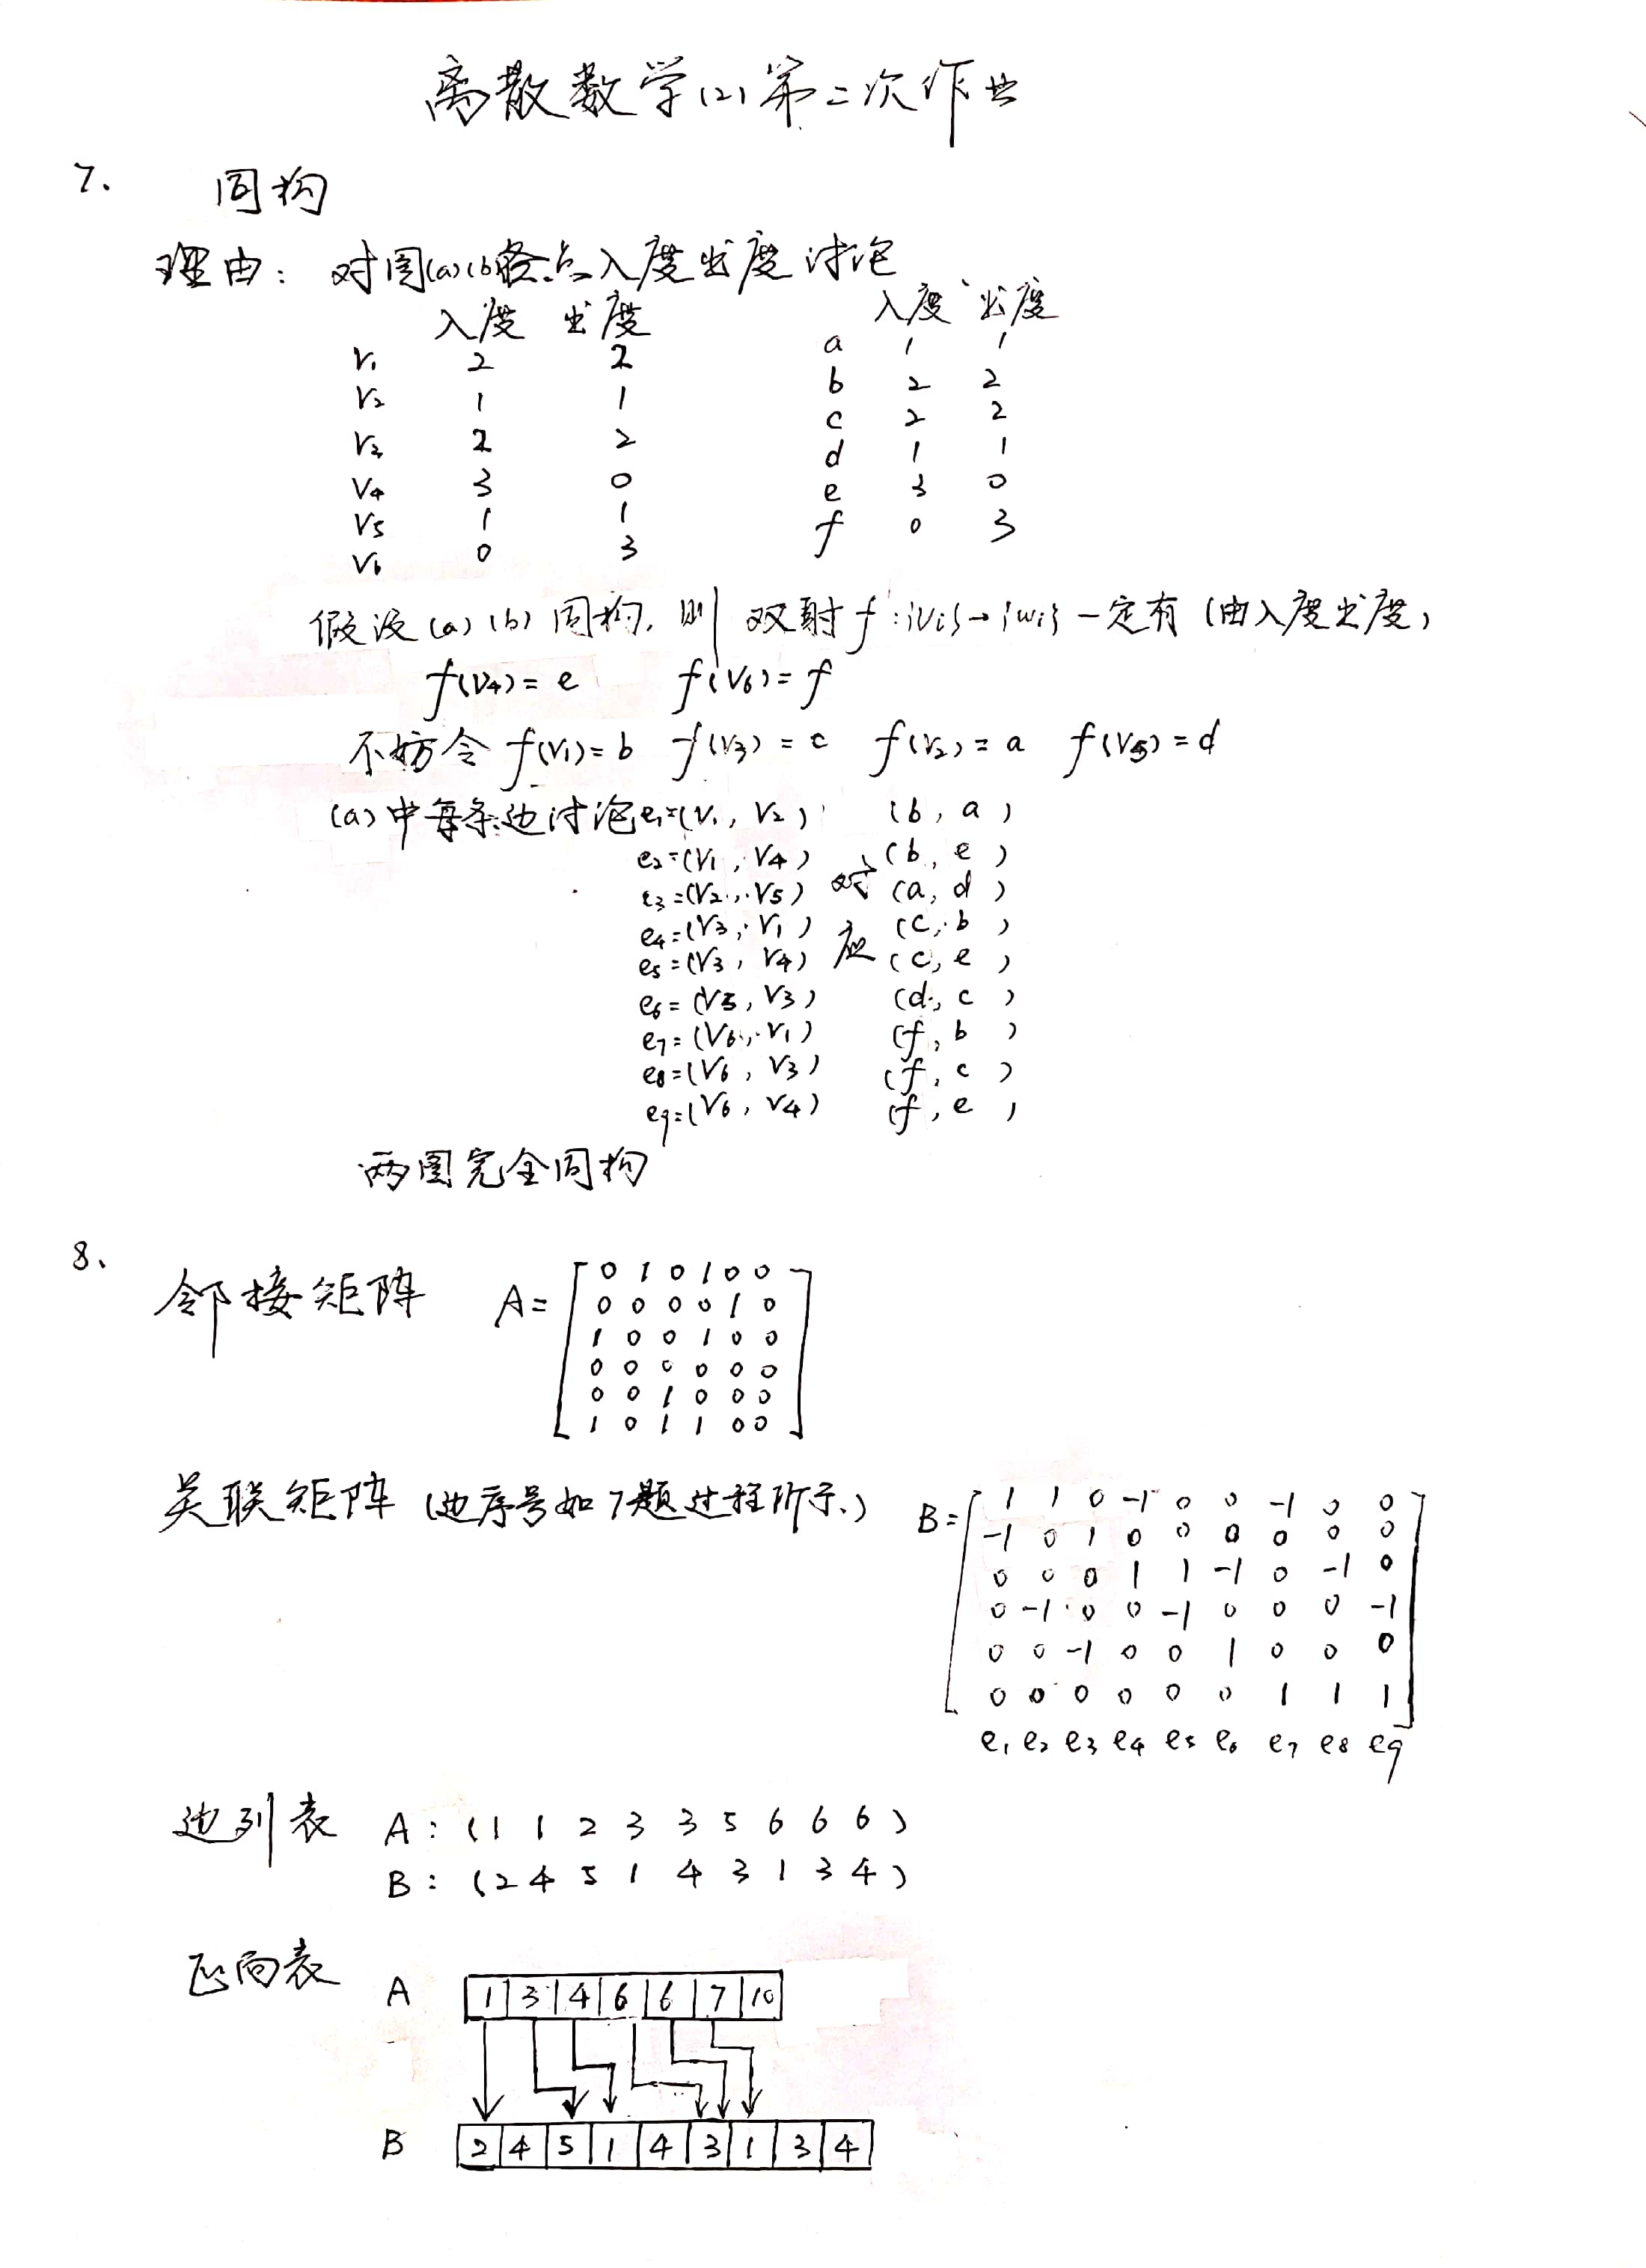 离散数学(2)第二次作业
7、 同构
理由：对图(a)(b)各点入度出度讨论
入度 出度 入度 出度
V1 2 2 a 1 1
V2 1 1 b 2 2
V3 2 2 c 2 2
V4 3 0 d 1 1
V5 1 1 e 3 0
V6 0 3 f 0 3
假设(a)(b)同构，则 双射f:{Vi}→{wi}一定有(由入度出度)
f(V4)=e f(V6)=f
不妨令 f(V1)=b f(V3)=c f(V2)=a f(V5)=d
(a)中每条边讨论e1=(V1, V2) (b, a)
e2=(V1, V4) (b, e)
e3=(V2, V5) 对 (a, d)
e4=(V3, V1) (c, b)
e5=(V3, V4) 应 (c, e)
e6=(V5, V3) (d, c)
e7=(V6, V1) (f, b)
e8=(V6, V3) (f, c)
e9=(V6, V4) (f, e)
两图完全同构
8、
邻接矩阵 A=
0 1 0 1 0 0
0 0 0 0 1 0
1 0 0 1 0 0
0 0 0 0 0 0
0 0 1 0 0 0
1 0 1 1 0 0
关联矩阵(边序号如7题过程所示) B=
1 1 0 -1 0 0 -1 0 0
-1 0 1 0 0 0 0 0 0
0 0 0 1 1 -1 0 -1 0
0 -1 0 0 -1 0 0 0 -1
0 0 -1 0 0 1 0 0 0
0 0 0 0 0 0 1 1 1
e1 e2 e3 e4 e5 e6 e7 e8 e9
边列表 A：(1 1 2 3 3 5 6 6 6)
B：(2 4 5 1 4 3 1 3 4)
正向表
A 1 3 4 6 6 7 10
B 2 4 5 1 4 3 1 3 4